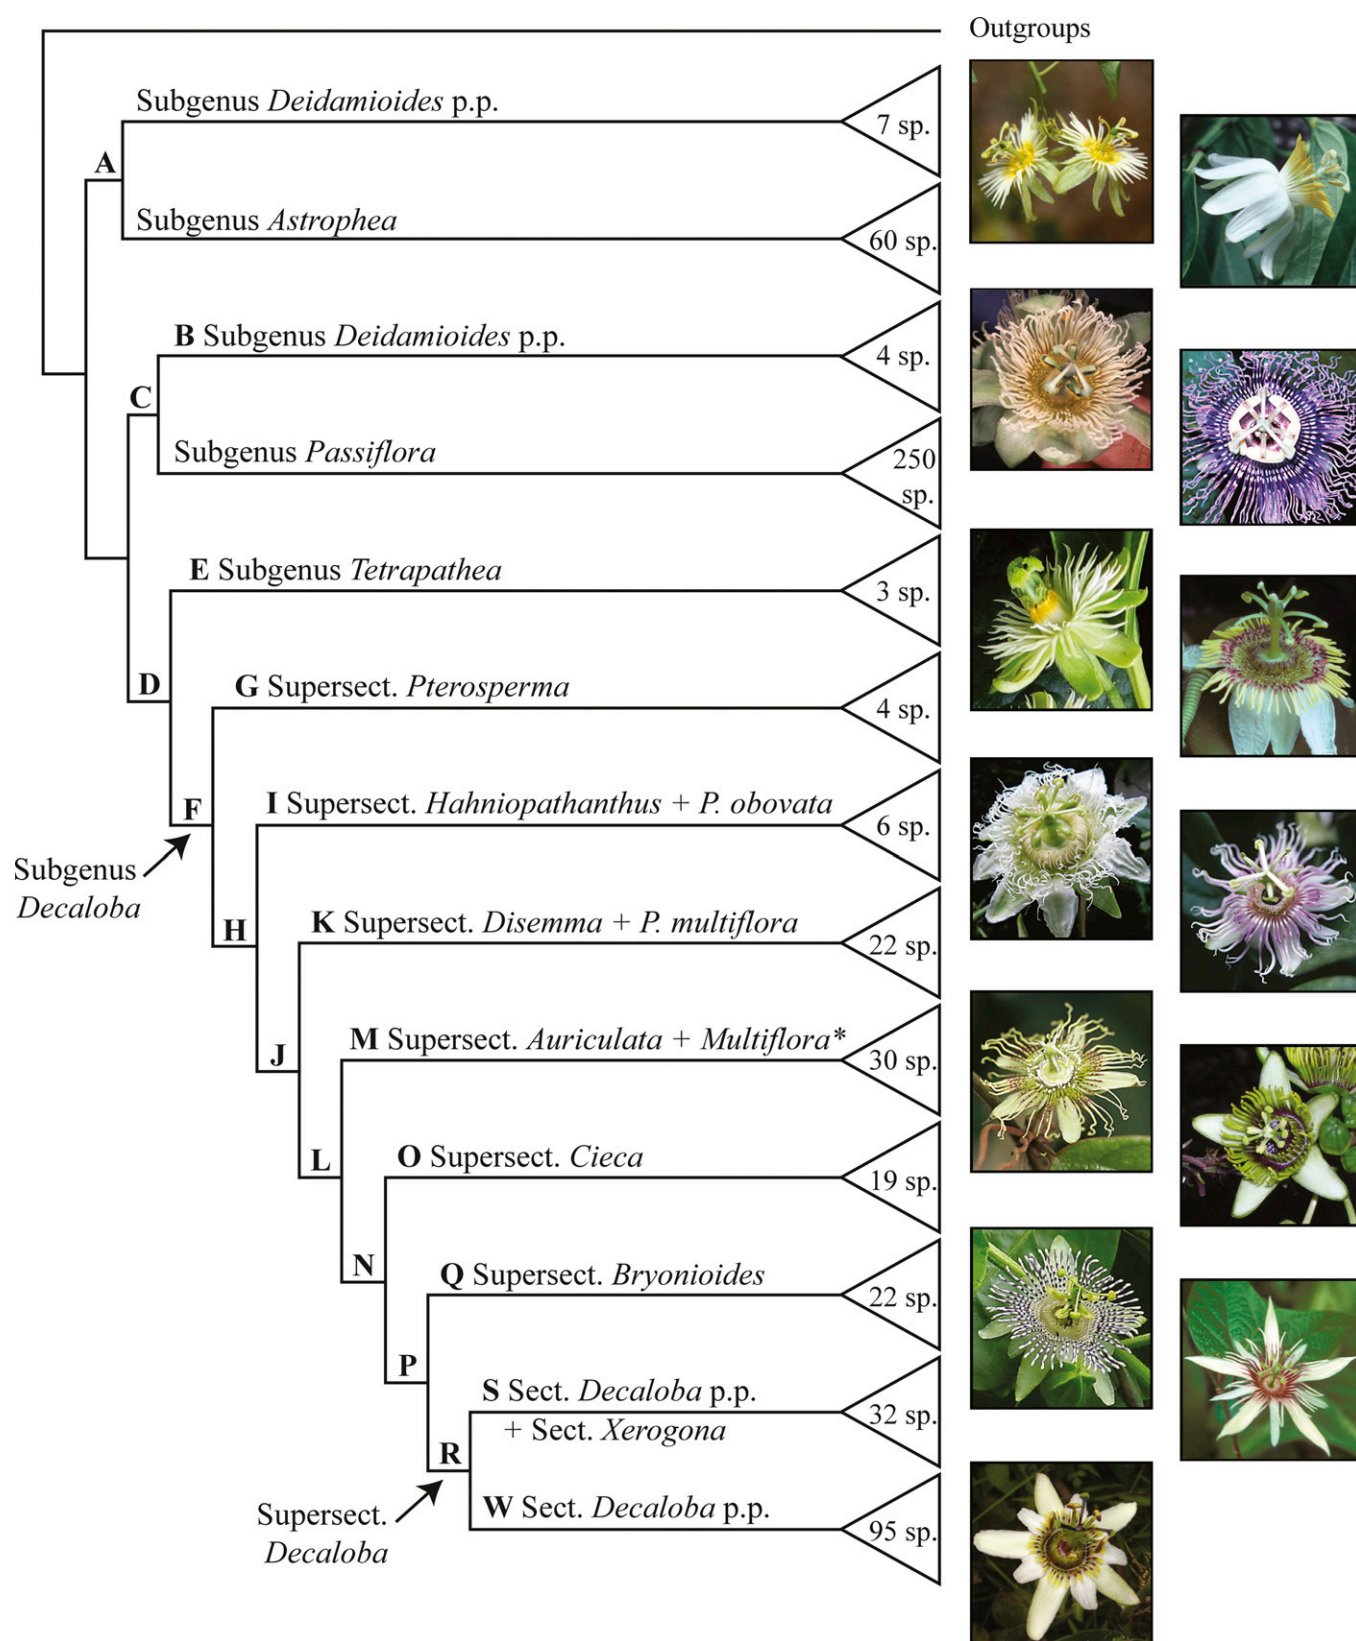 Outgroups
Subgenus Deidamioides p.p.
7 sp.
A
Subgenus Astrophea
60 sp.
B Subgenus Deidamioides p.p.
4 sp.
C
Subgenus Passiflora
250
sp.
E Subgenus Tetrapathea
3 sp.
D
G Supersect. Pterosperma
4 sp.
F
I Supersect. Hahniopathanthus + P. obovata
6 sp.
Subgenus
Decaloba
H
K Supersect. Disemma + P. multiflora
22 sp.
J
M Supersect. Auriculata + Multiflora*
30 sp.
L
O Supersect. Cieca
19 sp.
N
Q Supersect. Bryonioides
22 sp.
P
S Sect. Decaloba p.p.
+ Sect. Xerogona
32 sp.
R
W Sect. Decaloba p.p.
95 sp.
Supersect.
Decaloba